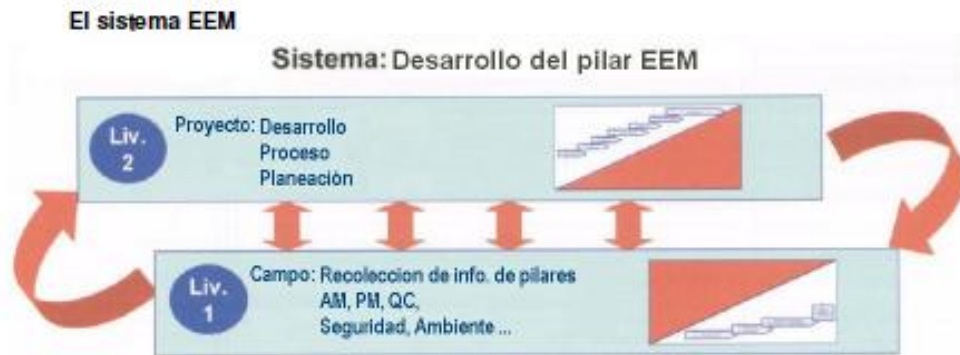 El sistema EEM
Sistema: Desarrollo del pilar EEM
Liv.
2
Proyecto: Desarrollo
Proceso
Planeación
Liv.
1
Campo: Recoleccion de info. de pilares
AM, PM, QC,
Seguridad, Ambiente ...